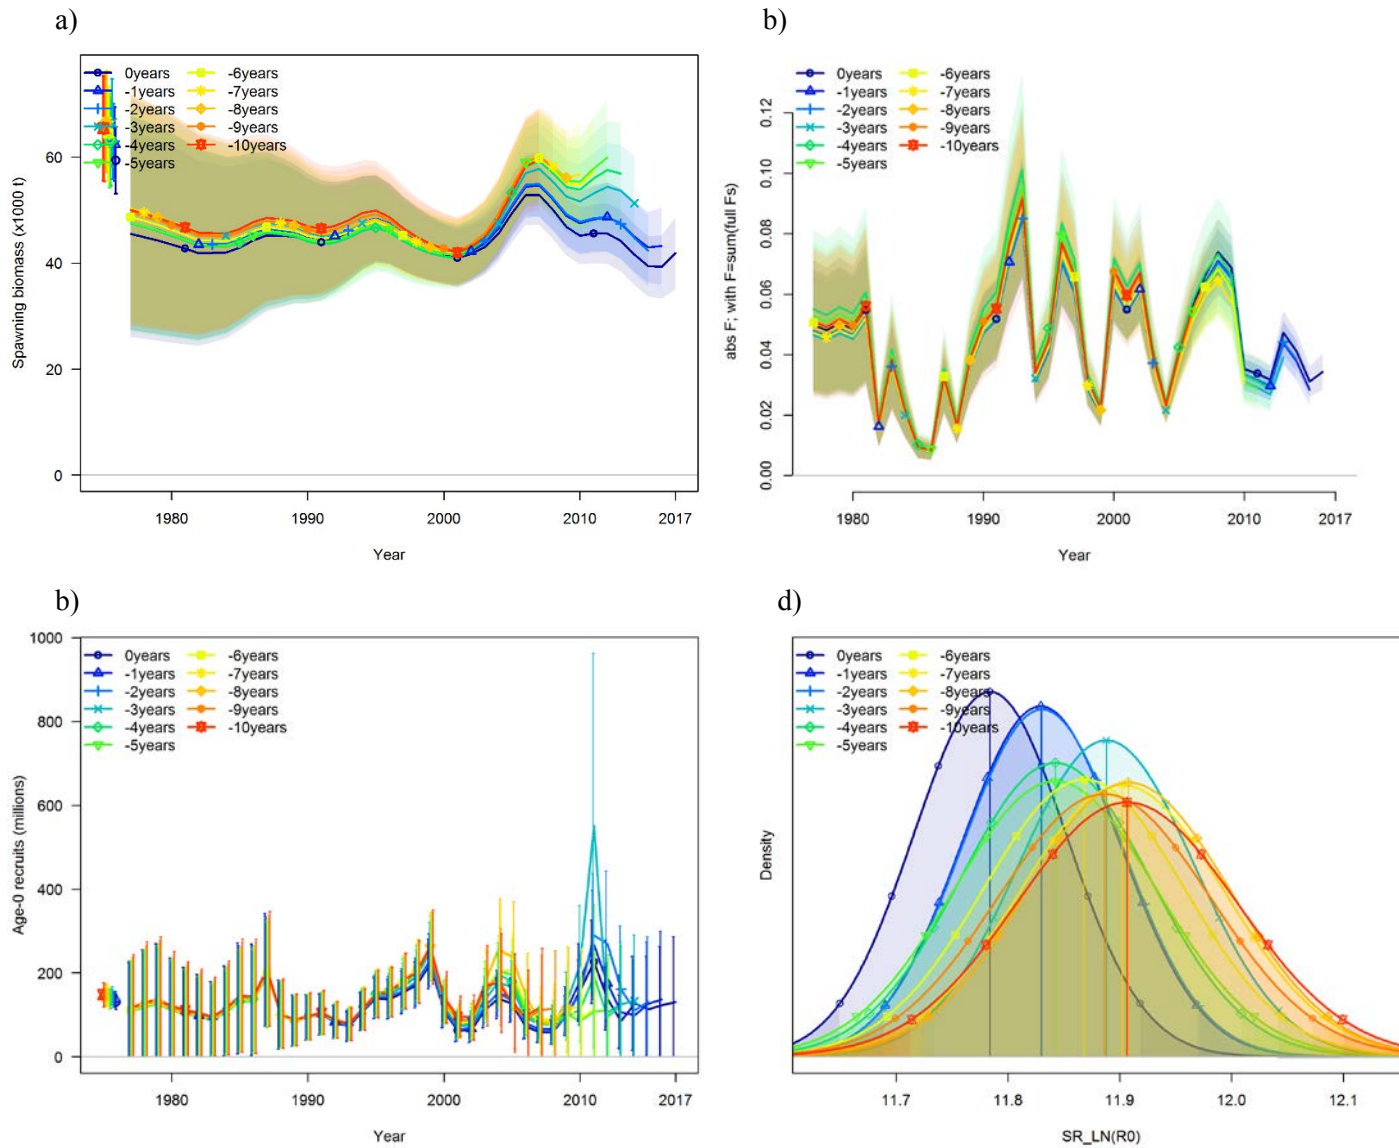 a)
b)
0years -6years
-1years -7years
-2years -8years
-3years -9years
-4years -10years
-5years
Spawning biomass (x1000 t)
60
40
20
0
1980 1990 2000 2010 2017
Year
0years -6years
-1years -7years
-2years -8years
-3years -9years
-4years -10years
-5years
abs F; with F=sum(full Fs)
0.12
0.10
0.08
0.06
0.04
0.02
0.00
1980 1990 2000 2010 2017
Year
b)
d)
0years -6years
-1years -7years
-2years -8years
-3years -9years
-4years -10years
-5years
Age-0 recruits (millions)
1000
800
600
400
200
0
1980 1990 2000 2010 2017
Year
0years -6years
-1years -7years
-2years -8years
-3years -9years
-4years -10years
-5years
Density
11.7 11.8 11.9 12.0 12.1
SR_LN(R0)